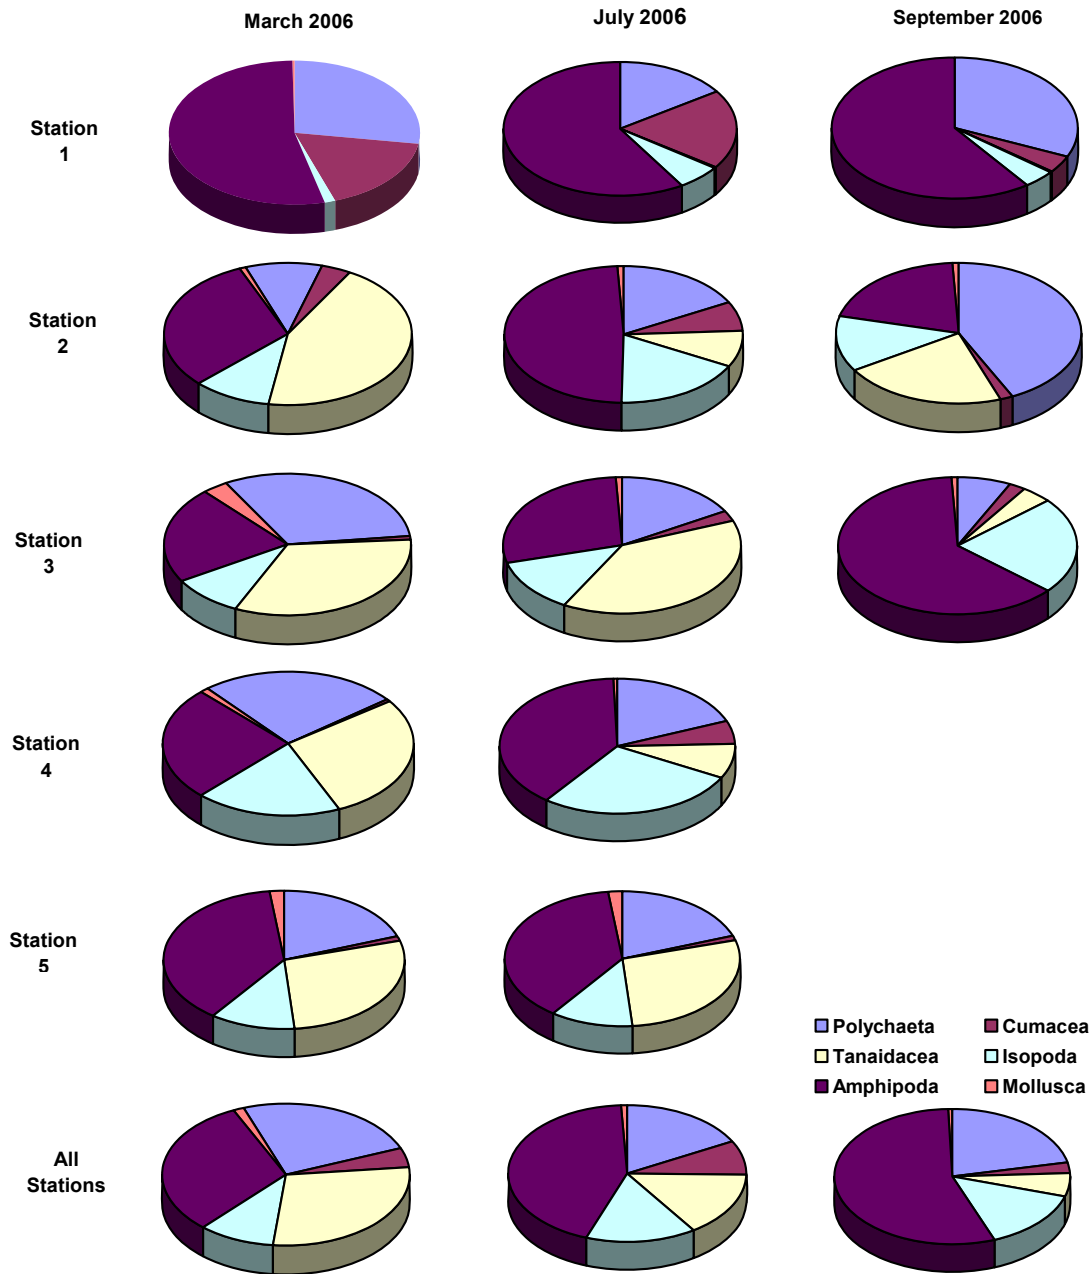 March 2006
July 2006
September 2006
Station
1
Station
2
Station
3
Station
4
Station
5
Polychaeta
Cumacea
Tanaidacea
Isopoda
Amphipoda
Mollusca
All
Stations